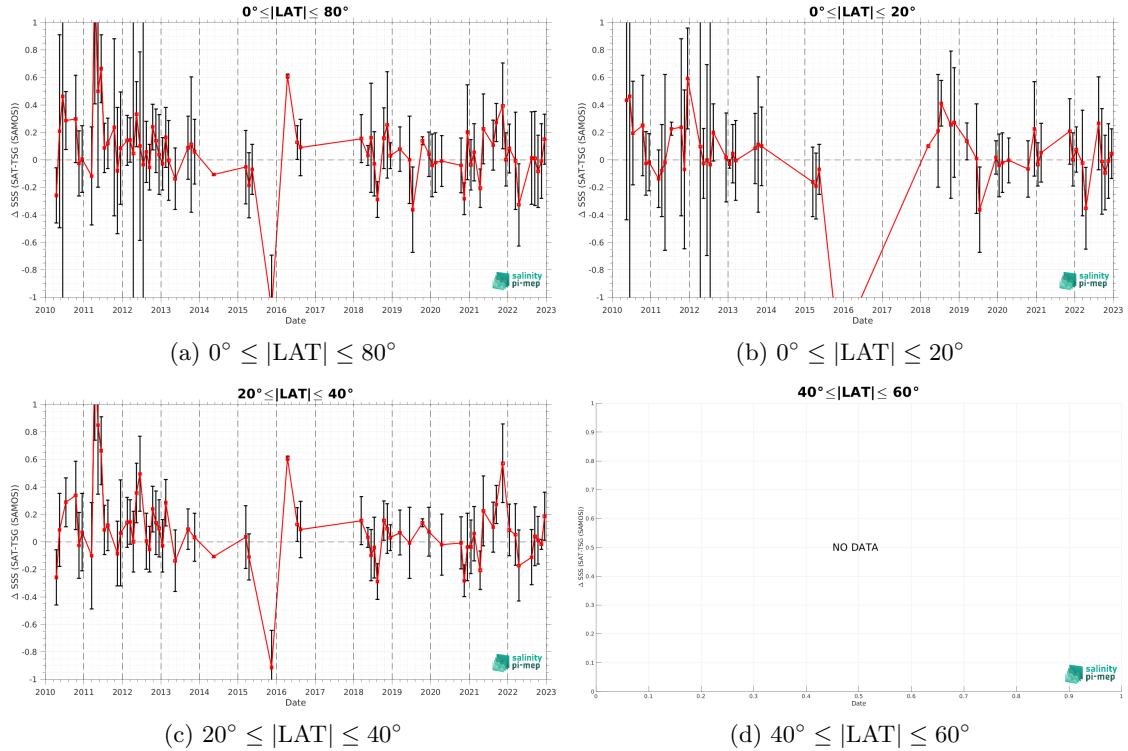 0°≤|LAT|≤ 80°
Δ SSS (SAT-TSG (SAMOS))
1
0.8
0.6
0.4
0.2
0
-0.2
-0.4
-0.6
-0.8
-1
2010 2011 2012 2013 2014 2015 2016 2017 2018 2019 2020 2021 2022 2023
Date
salinity
pi-mep
(a) 0° ≤ |LAT| ≤ 80°
0°≤|LAT|≤ 20°
Δ SSS (SAT-TSG (SAMOS))
1
0.8
0.6
0.4
0.2
0
-0.2
-0.4
-0.6
-0.8
-1
2010 2011 2012 2013 2014 2015 2016 2017 2018 2019 2020 2021 2022 2023
Date
salinity
pi-mep
(b) 0° ≤ |LAT| ≤ 20°
20°≤|LAT|≤ 40°
Δ SSS (SAT-TSG (SAMOS))
1
0.8
0.6
0.4
0.2
0
-0.2
-0.4
-0.6
-0.8
-1
2010 2011 2012 2013 2014 2015 2016 2017 2018 2019 2020 2021 2022 2023
Date
salinity
pi-mep
(c) 20° ≤ |LAT| ≤ 40°
40°≤|LAT|≤ 60°
Δ SSS (SAT-TSG (SAMOS))
1
0.9
0.8
0.7
0.6
0.5
0.4
0.3
0.2
0.1
0
NO DATA
0 0.1 0.2 0.3 0.4 0.5 0.6 0.7 0.8 0.9 1
Date
salinity
pi-mep
(d) 40° ≤ |LAT| ≤ 60°